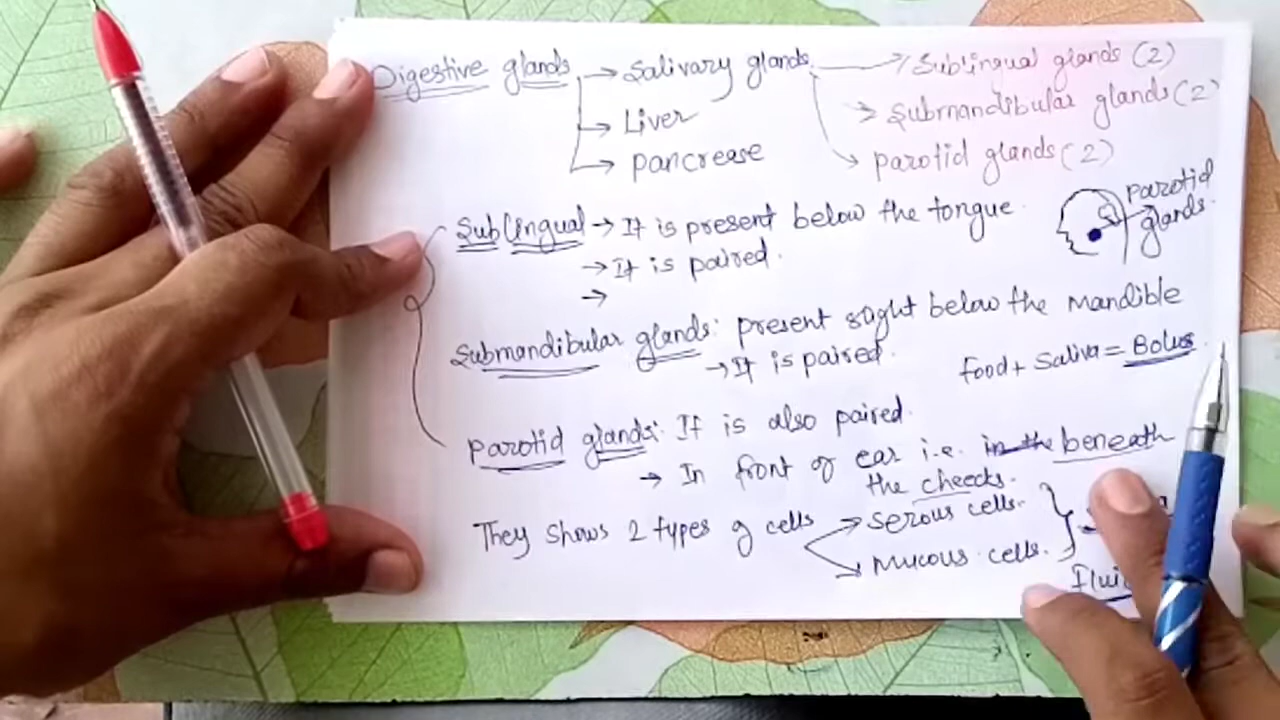 Digestive glands → Salivary glands → Sublingual glands (2)
→ Submandibular glands (2)
→ Liver
→ pancrease → parotid glands (2)
parotid glands.
Sublingual → It is present below the tongue.
→ It is paired.
→
Submandibular glands: present right below the mandible
→ It is paired.
food + Saliva = Bolus.
parotid glands: It is also paired.
→ In front of ear i.e. in the beneath the cheecks.
They shows 2 types of cells → Serous cells.
→ Mucous cells.